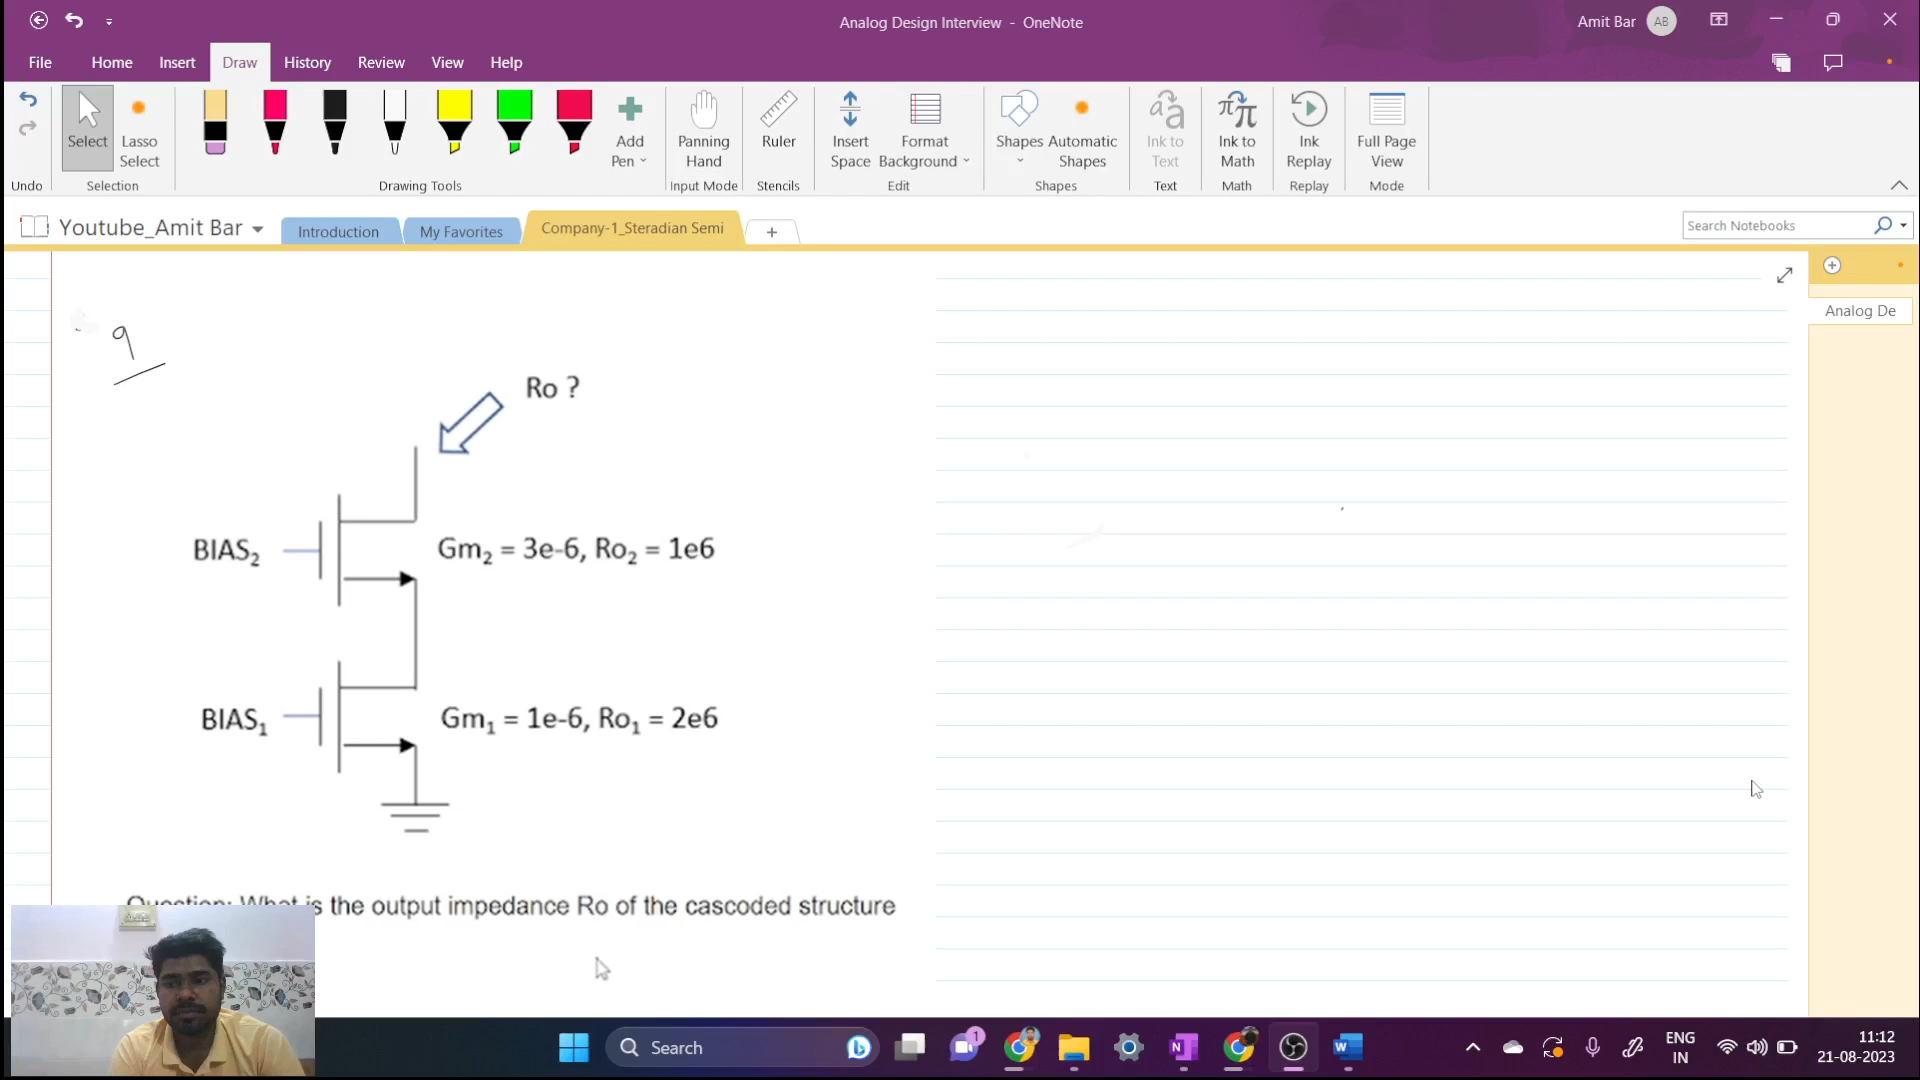 Analog Design Interview - OneNote
Amit Bar
AB
File
Home
Insert
Draw
History
Review
View
Help
Select
Lasso
Select
Add
Pen
Panning
Hand
Ruler
Insert
Space
Format
Background
Shapes
Automatic
Shapes
Ink to
Text
Ink to
Math
Ink
Replay
Full Page
View
Undo
Selection
Drawing Tools
Input Mode
Stencils
Edit
Shapes
Text
Math
Replay
Mode
Youtube_Amit Bar
Introduction
My Favorites
Company-1_Steradian Semi
+
Search Notebooks
Analog De
9
Ro ?
BIAS₂
Gm₂ = 3e-6, Ro₂ = 1e6
BIAS₁
Gm₁ = 1e-6, Ro₁ = 2e6
Question: What is the output impedance Ro of the cascoded structure
Search
1
ENG
IN
11:12
21-08-2023